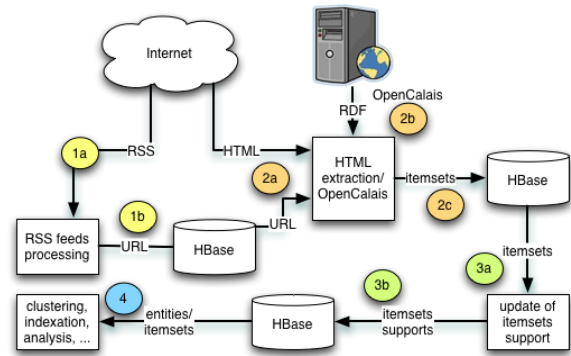 Internet
OpenCalais
RDF
2b
1a
RSS
HTML
2a
HTML
extraction/
OpenCalais
itemsets
2c
HBase
1b
URL
RSS feeds
processing
URL
HBase
itemsets
3a
clustering,
indexation,
analysis, ...
4
entities/
itemsets
HBase
3b
itemsets
supports
update of
itemsets
support